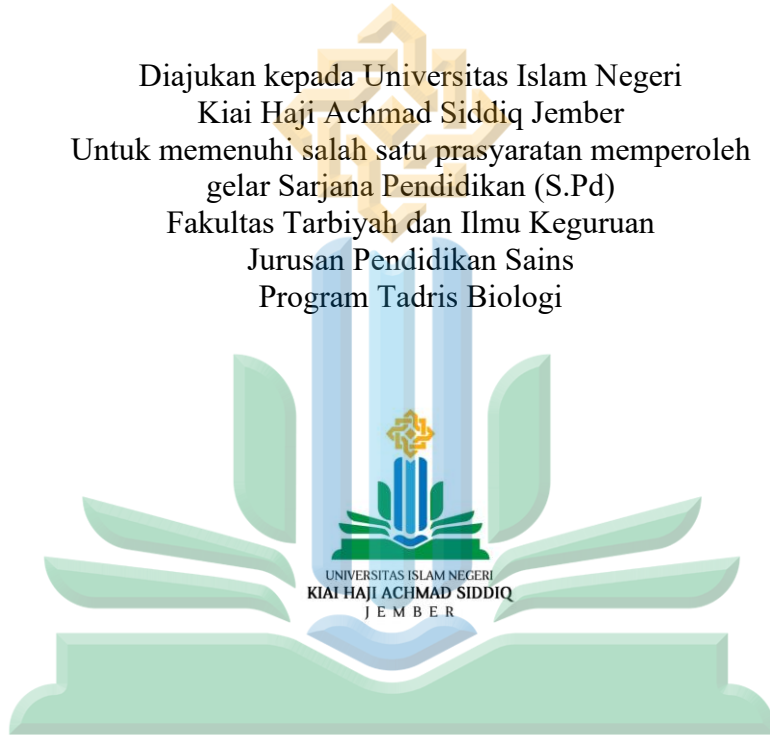 Diajukan kepada Universitas Islam Negeri
Kiai Haji Achmad Siddiq Jember
Untuk memenuhi salah satu prasyaratan memperoleh
gelar Sarjana Pendidikan (S.Pd)
Fakultas Tarbiyah dan Ilmu Keguruan
Jurusan Pendidikan Sains
Program Tadris Biologi
UNIVERSITAS ISLAM NEGERI
KIAI HAJI ACHMAD SIDDIQ
JEMBER